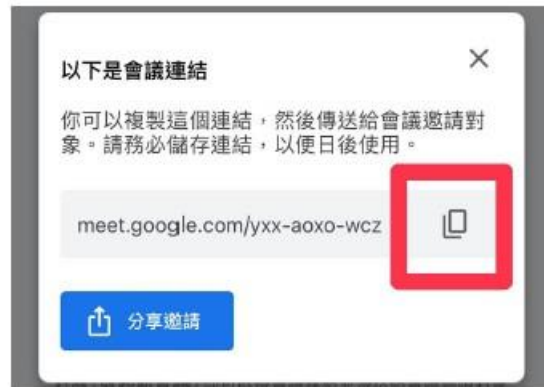 以下是會議連結
你可以複製這個連結，然後傳送給會議邀請對
象。請務必儲存連結，以便日後使用。
meet.google.com/yxx-aoxo-wcz
分享邀請